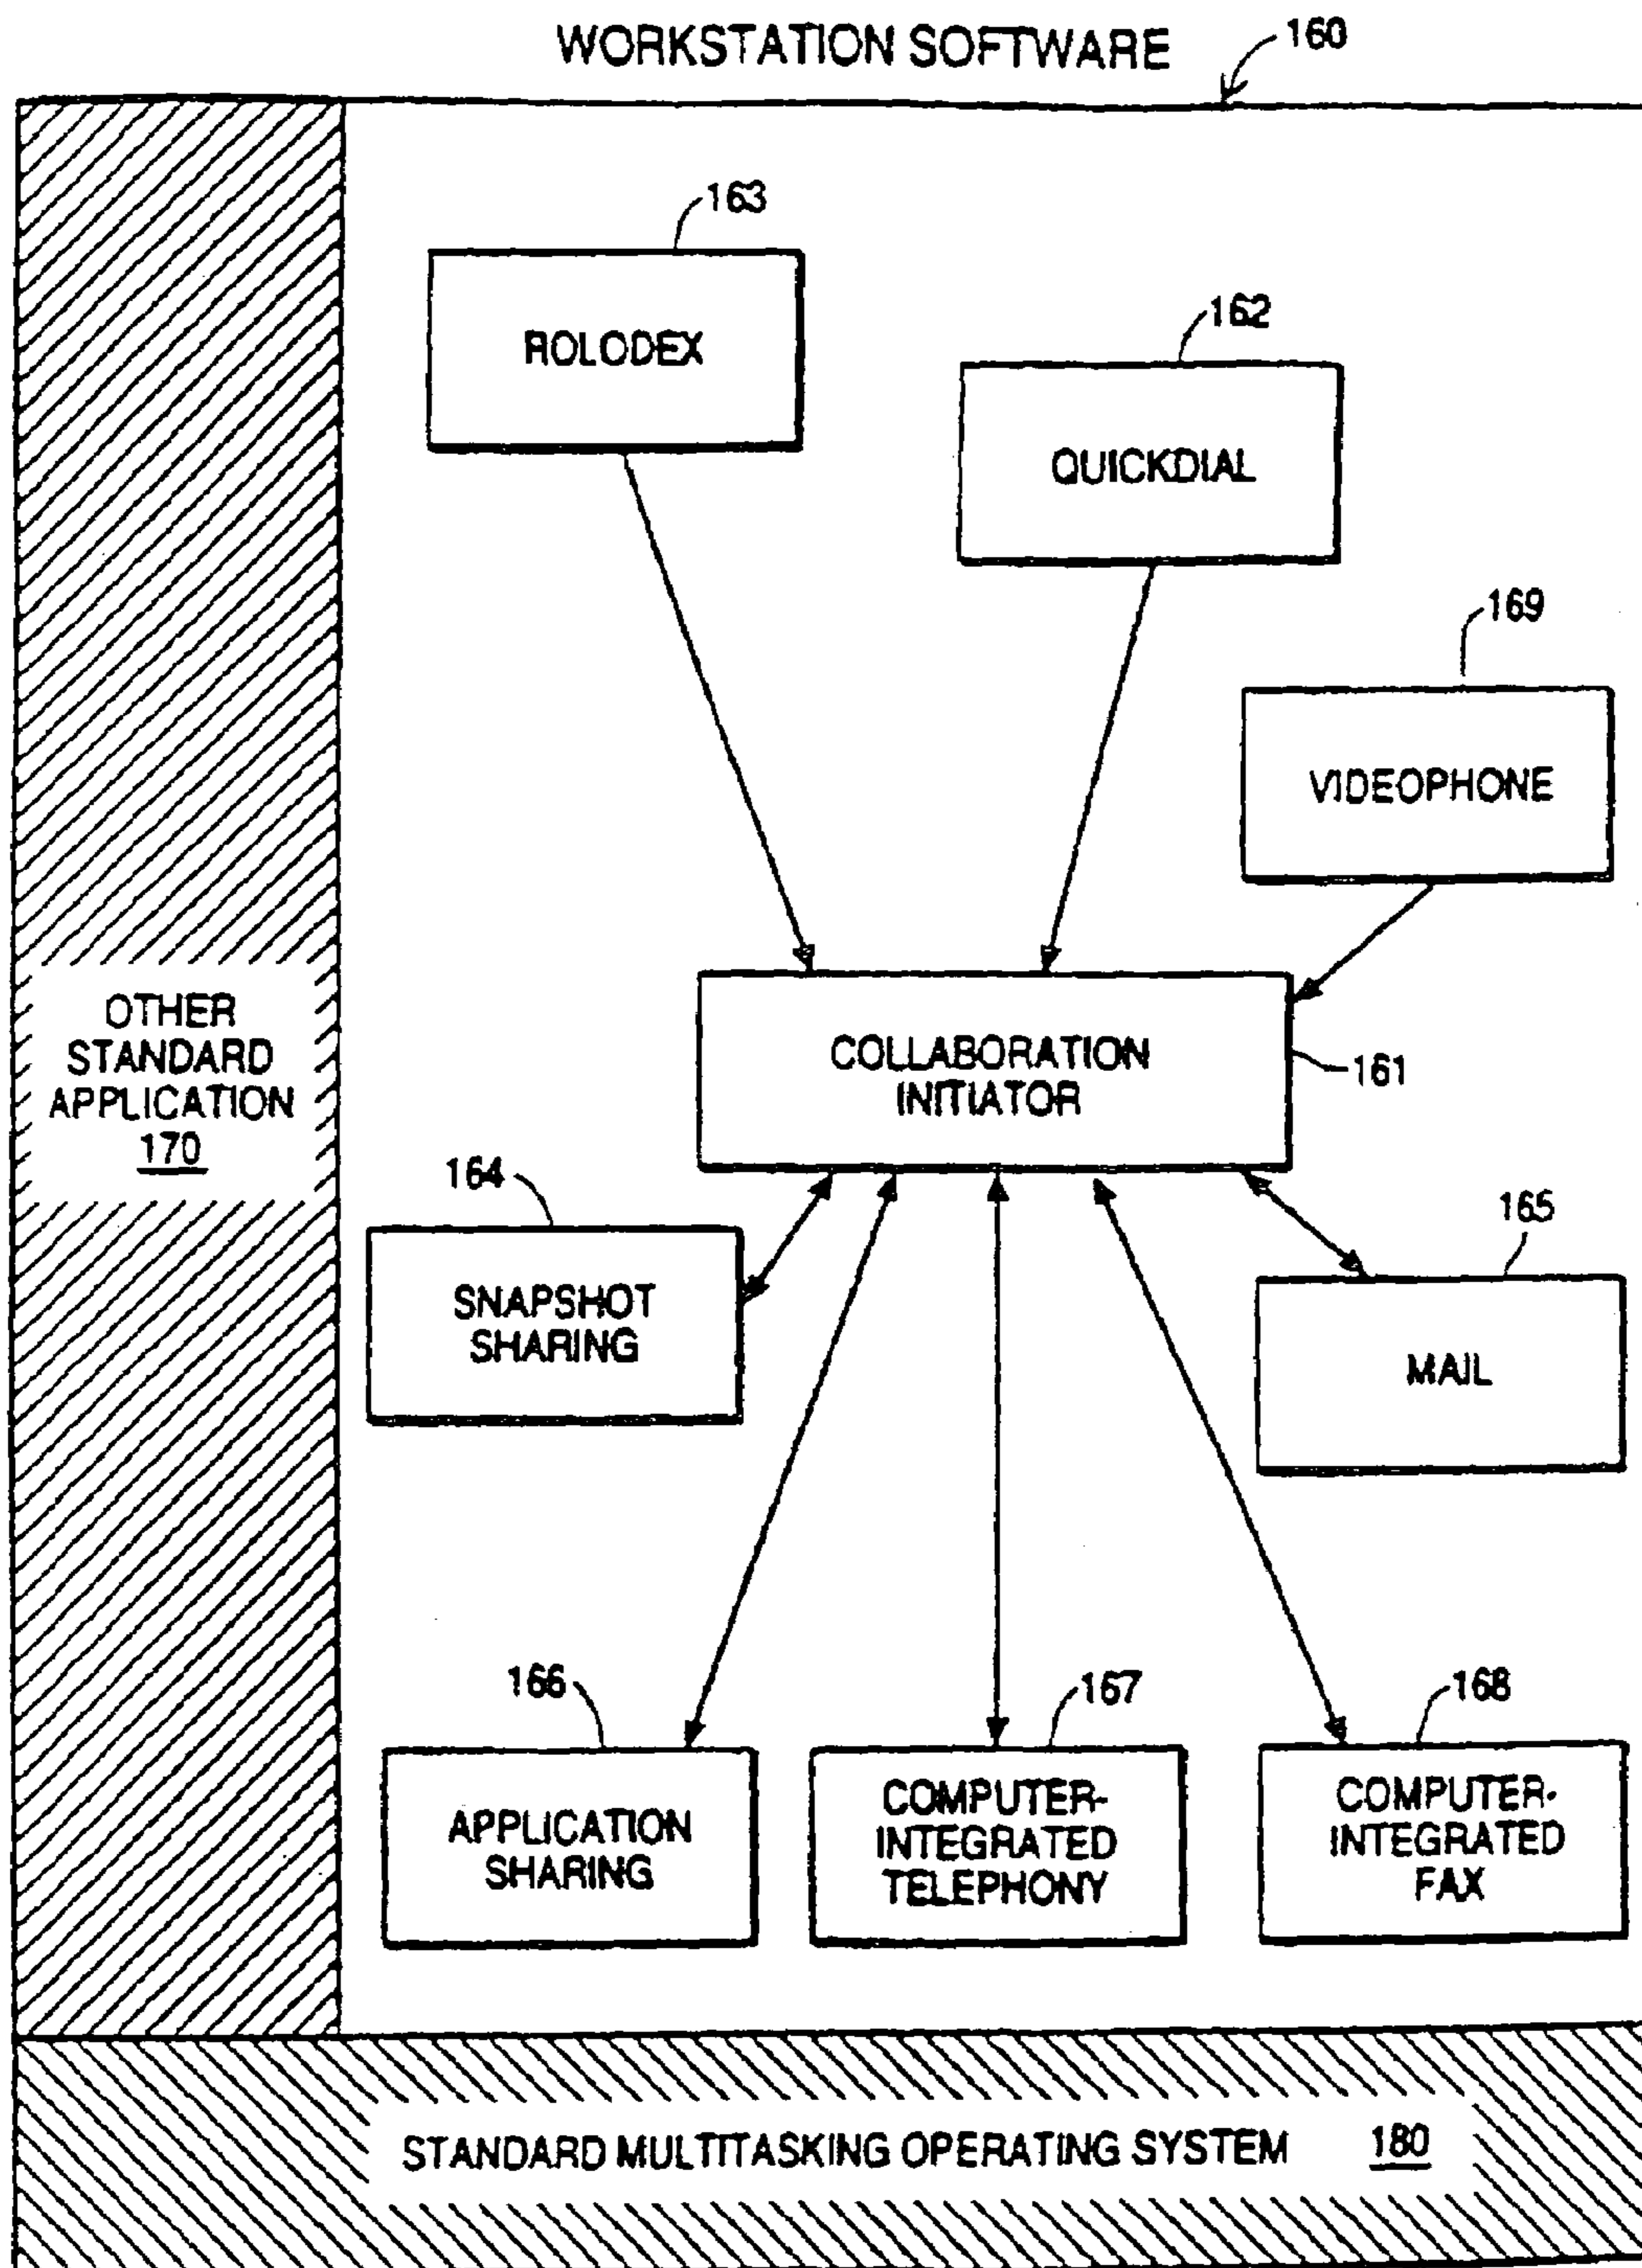 WORKSTATION SOFTWARE
160
163
ROLODEX
162
QUICKDIAL
169
VIDEOPHONE
COLLABORATION
INITIATOR
161
OTHER
STANDARD
APPLICATION
170
164
SNAPSHOT
SHARING
165
MAIL
166
APPLICATION
SHARING
167
COMPUTER-
INTEGRATED
TELEPHONY
168
COMPUTER-
INTEGRATED
FAX
STANDARD MULTITASKING OPERATING SYSTEM 180